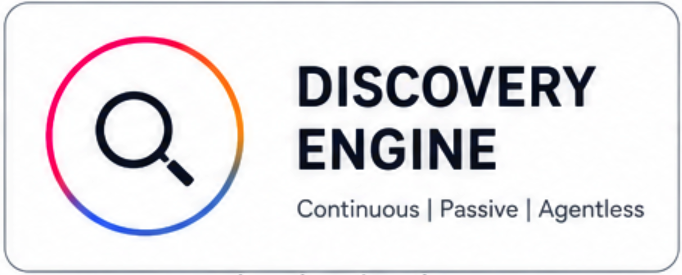 DISCOVERY
ENGINE
Continuous | Passive | Agentless